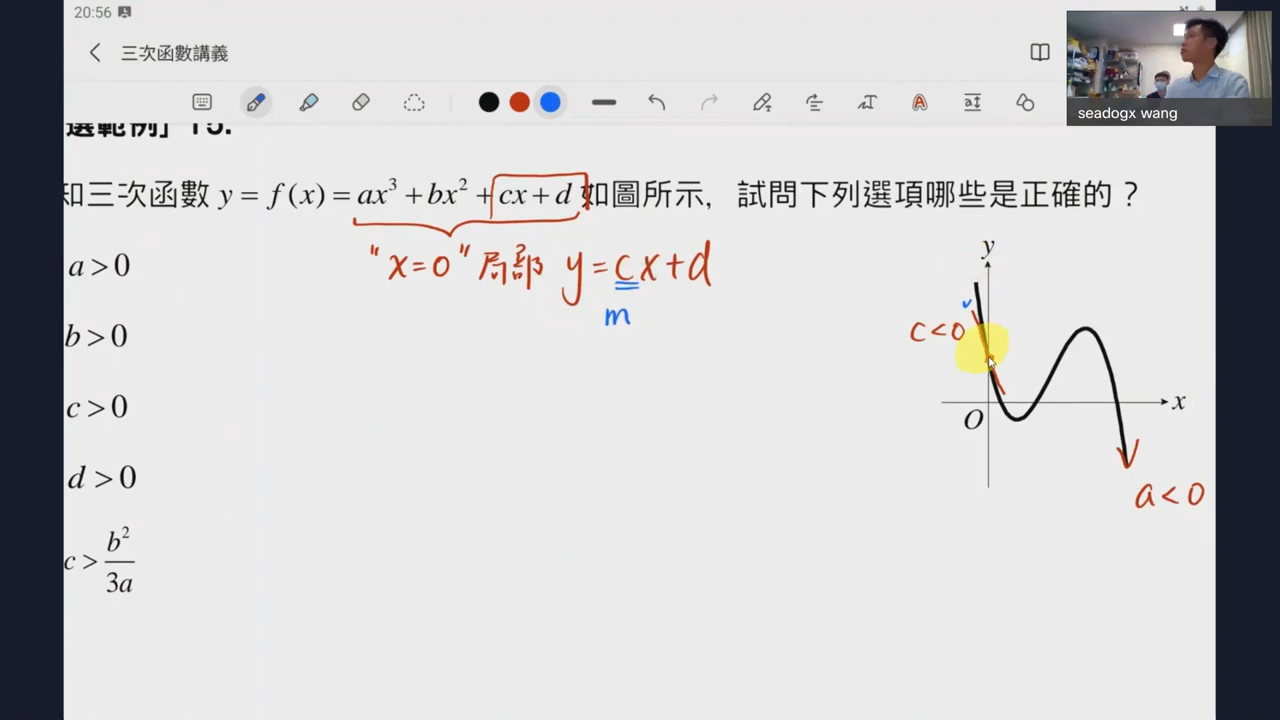 20:56
三次函數講義
seadogx wang
選範例」15.
知三次函數 y = f(x) = ax³ + bx² + cx + d 如圖所示，試問下列選項哪些是正確的？
"x=0" 局部 y = cx + d
m
a > 0
b > 0
c > 0
d > 0
c > b²/3a
y
c < 0
O
x
a < 0